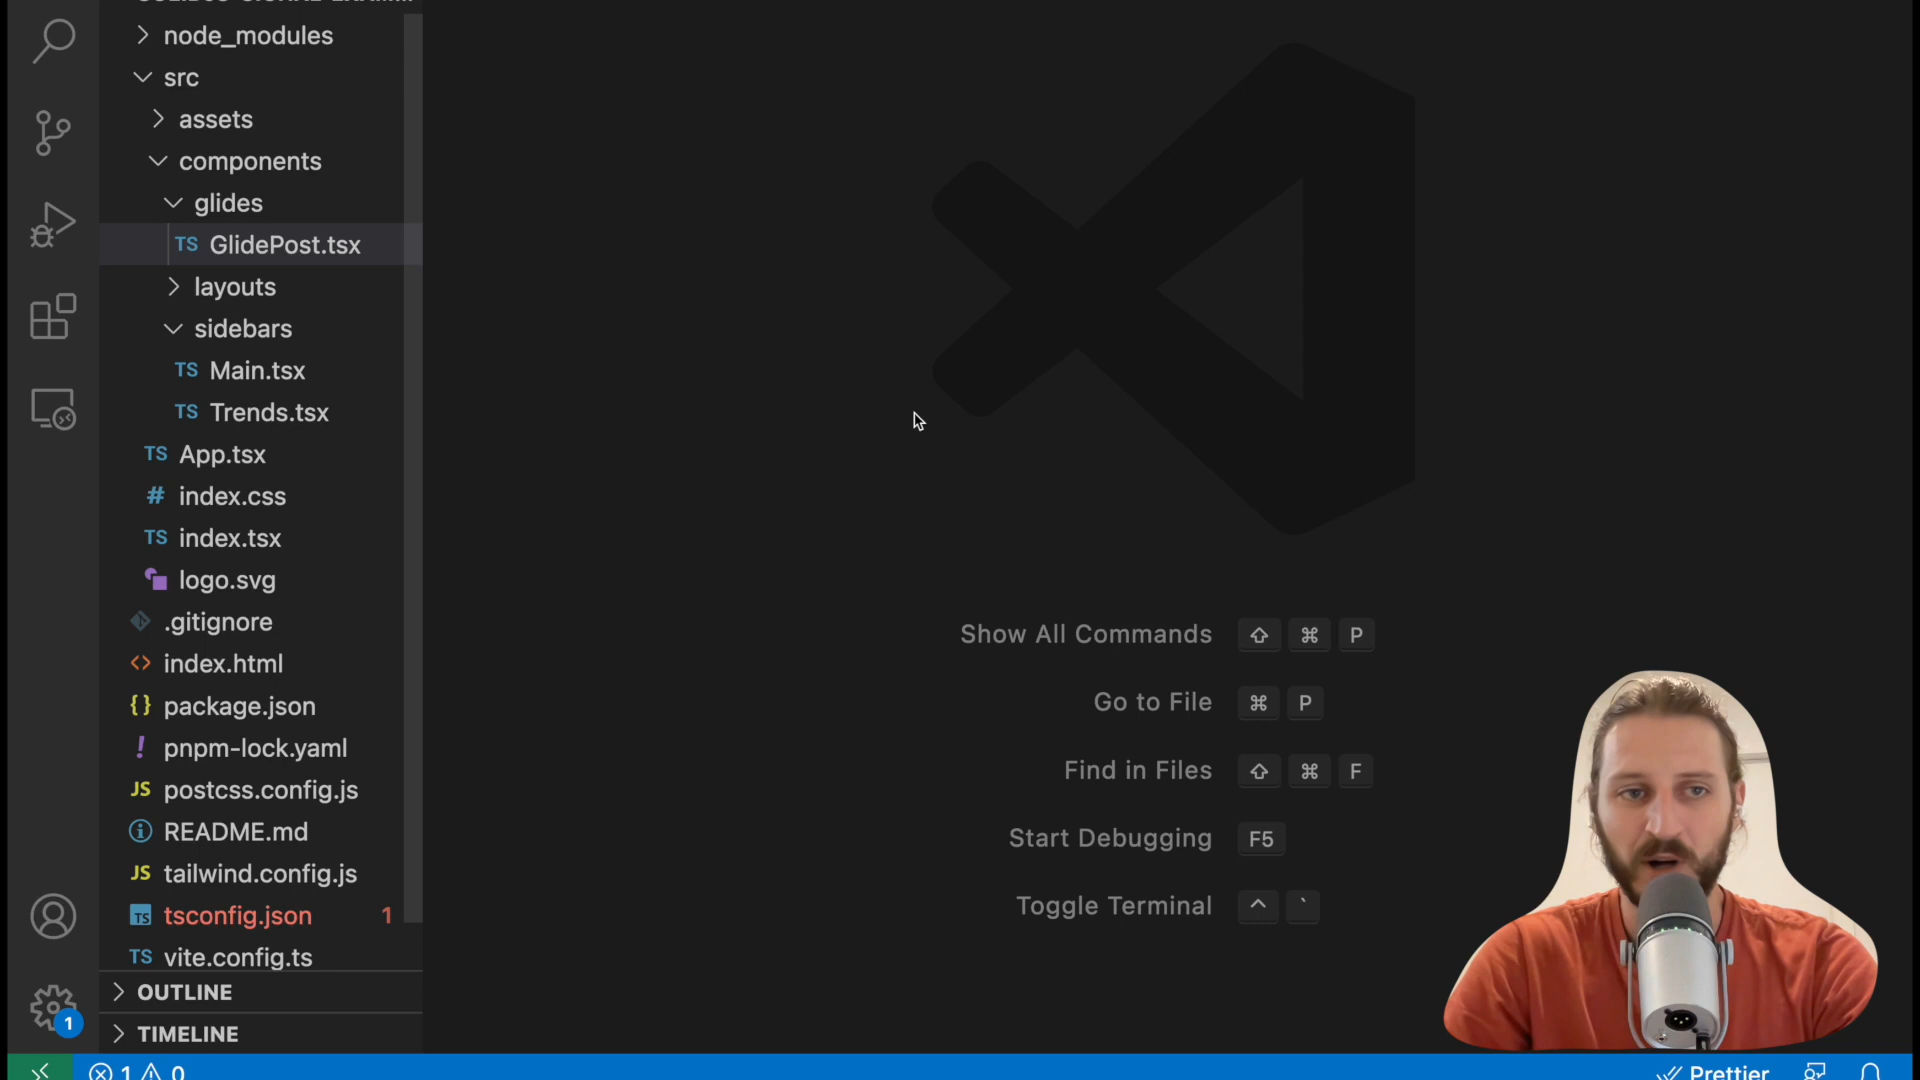 node_modules
src
assets
components
glides
TS GlidePost.tsx
layouts
sidebars
TS Main.tsx
TS Trends.tsx
TS App.tsx
# index.css
TS index.tsx
logo.svg
.gitignore
<> index.html
{} package.json
! pnpm-lock.yaml
JS postcss.config.js
README.md
JS tailwind.config.js
TS tsconfig.json 1
TS vite.config.ts
OUTLINE
TIMELINE
1
1 0
Show All Commands ⇧ ⌘ P
Go to File ⌘ P
Find in Files ⇧ ⌘ F
Start Debugging F5
Toggle Terminal ^ `
Prettier